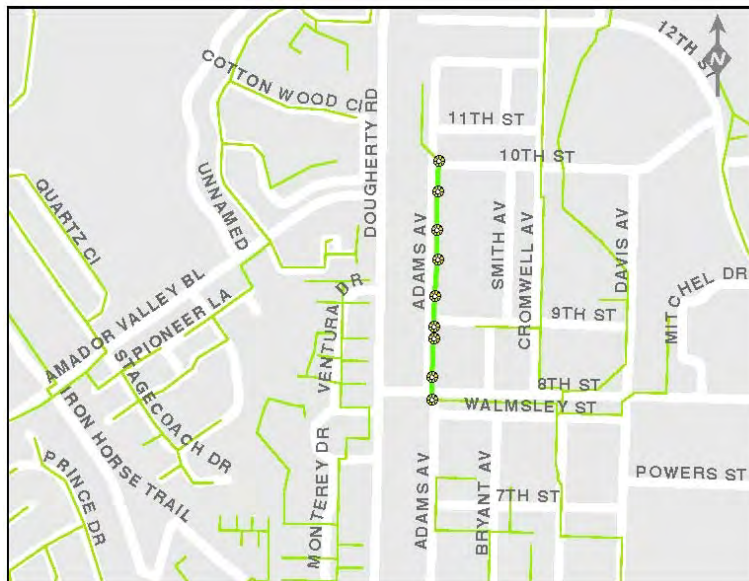 COTTON WOOD CI
12TH ST
N
DOUGHERTY RD
11TH ST
10TH ST
UNNAMED
QUARTZ CI
ADAMS AV
SMITH AV
CROMWELL AV
DAVIS AV
MITCHEL DR
AMADOR VALLEY BL
PIONEER LA
VENTURA DR
9TH ST
STAGECOACH DR
8TH ST
WALMSLEY ST
IRON HORSE TRAIL
PRINCE DR
MONTEREY DR
ADAMS AV
BRYANT AV
7TH ST
POWERS ST